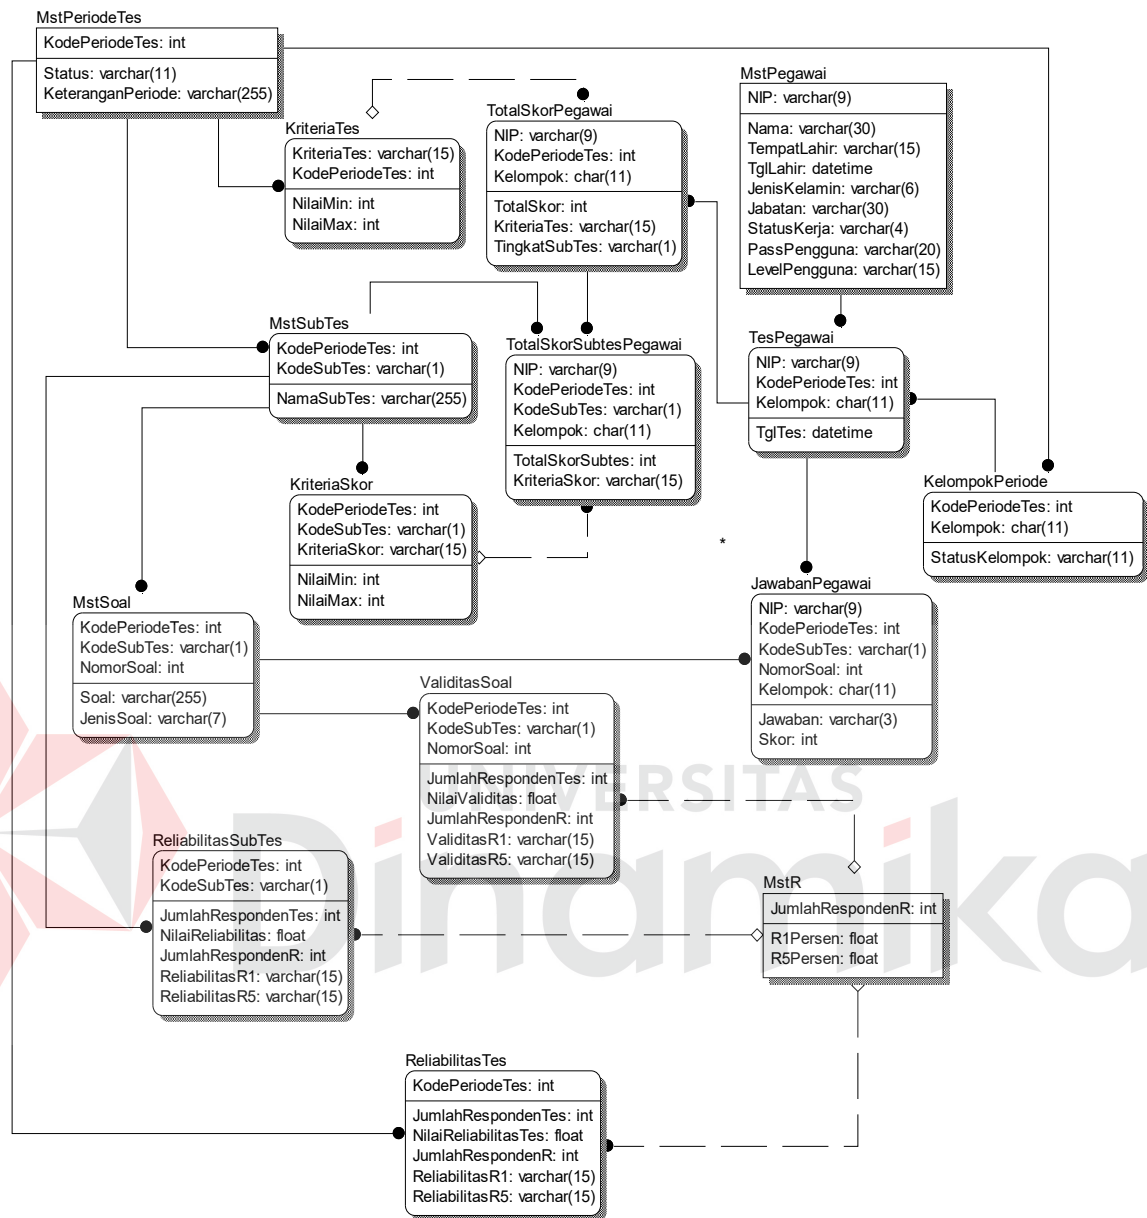 MstPeriodeTes
KodePeriodeTes: int
Status: varchar(11)
KeteranganPeriode: varchar(255)
KriteriaTes
KriteriaTes: varchar(15)
KodePeriodeTes: int
NilaiMin: int
NilaiMax: int
TotalSkorPegawai
NIP: varchar(9)
KodePeriodeTes: int
Kelompok: char(11)
TotalSkor: int
KriteriaTes: varchar(15)
TingkatSubTes: varchar(1)
MstPegawai
NIP: varchar(9)
Nama: varchar(30)
TempatLahir: varchar(15)
TglLahir: datetime
JenisKelamin: varchar(6)
Jabatan: varchar(30)
StatusKerja: varchar(4)
PassPengguna: varchar(20)
LevelPengguna: varchar(15)
MstSubTes
KodePeriodeTes: int
KodeSubTes: varchar(1)
NamaSubTes: varchar(255)
TotalSkorSubtesPegawai
NIP: varchar(9)
KodePeriodeTes: int
KodeSubTes: varchar(1)
Kelompok: char(11)
TotalSkorSubtes: int
KriteriaSkor: varchar(15)
TesPegawai
NIP: varchar(9)
KodePeriodeTes: int
Kelompok: char(11)
TglTes: datetime
KriteriaSkor
KodePeriodeTes: int
KodeSubTes: varchar(1)
KriteriaSkor: varchar(15)
NilaiMin: int
NilaiMax: int
KelompokPeriode
KodePeriodeTes: int
Kelompok: char(11)
StatusKelompok: varchar(11)
*
MstSoal
KodePeriodeTes: int
KodeSubTes: varchar(1)
NomorSoal: int
Soal: varchar(255)
JenisSoal: varchar(7)
JawabanPegawai
NIP: varchar(9)
KodePeriodeTes: int
KodeSubTes: varchar(1)
NomorSoal: int
Kelompok: char(11)
Jawaban: varchar(3)
Skor: int
ValiditasSoal
KodePeriodeTes: int
KodeSubTes: varchar(1)
NomorSoal: int
JumlahRespondenTes: int
NilaiValiditas: float
JumlahRespondenR: int
ValiditasR1: varchar(15)
ValiditasR5: varchar(15)
UNIVERSITAS
Dinamika
ReliabilitasSubTes
KodePeriodeTes: int
KodeSubTes: varchar(1)
JumlahRespondenTes: int
NilaiReliabilitas: float
JumlahRespondenR: int
ReliabilitasR1: varchar(15)
ReliabilitasR5: varchar(15)
MstR
JumlahRespondenR: int
R1Persen: float
R5Persen: float
ReliabilitasTes
KodePeriodeTes: int
JumlahRespondenTes: int
NilaiReliabilitasTes: float
JumlahRespondenR: int
ReliabilitasR1: varchar(15)
ReliabilitasR5: varchar(15)